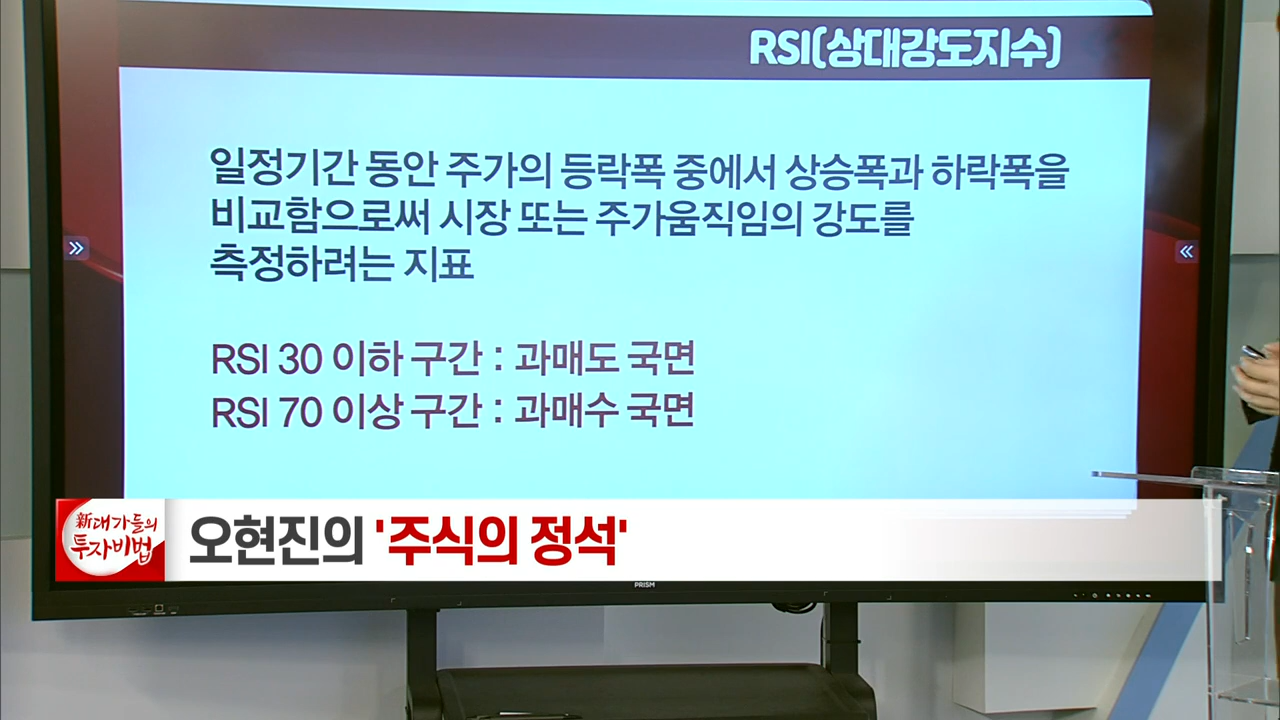 RSI(상대강도지수)
일정기간 동안 주가의 등락폭 중에서 상승폭과 하락폭을
비교함으로써 시장 또는 주가움직임의 강도를
측정하려는 지표
RSI 30 이하 구간 : 과매도 국면
RSI 70 이상 구간 : 과매수 국면
新대가들의
투자비법
오현진의 '주식의 정석'
PRISM